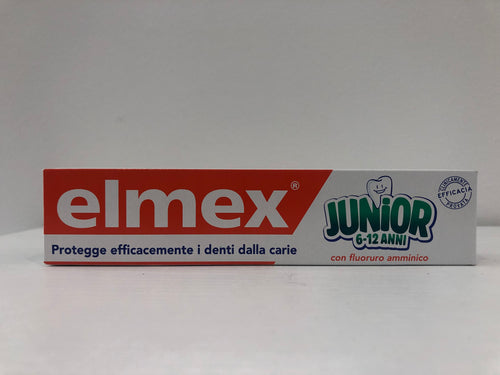 elmex®
Protegge efficacemente i denti dalla carie
JUNIOR
6-12 ANNI
con fluoruro amminico
CLINICAMENTE
EFFICACIA
PROVATA